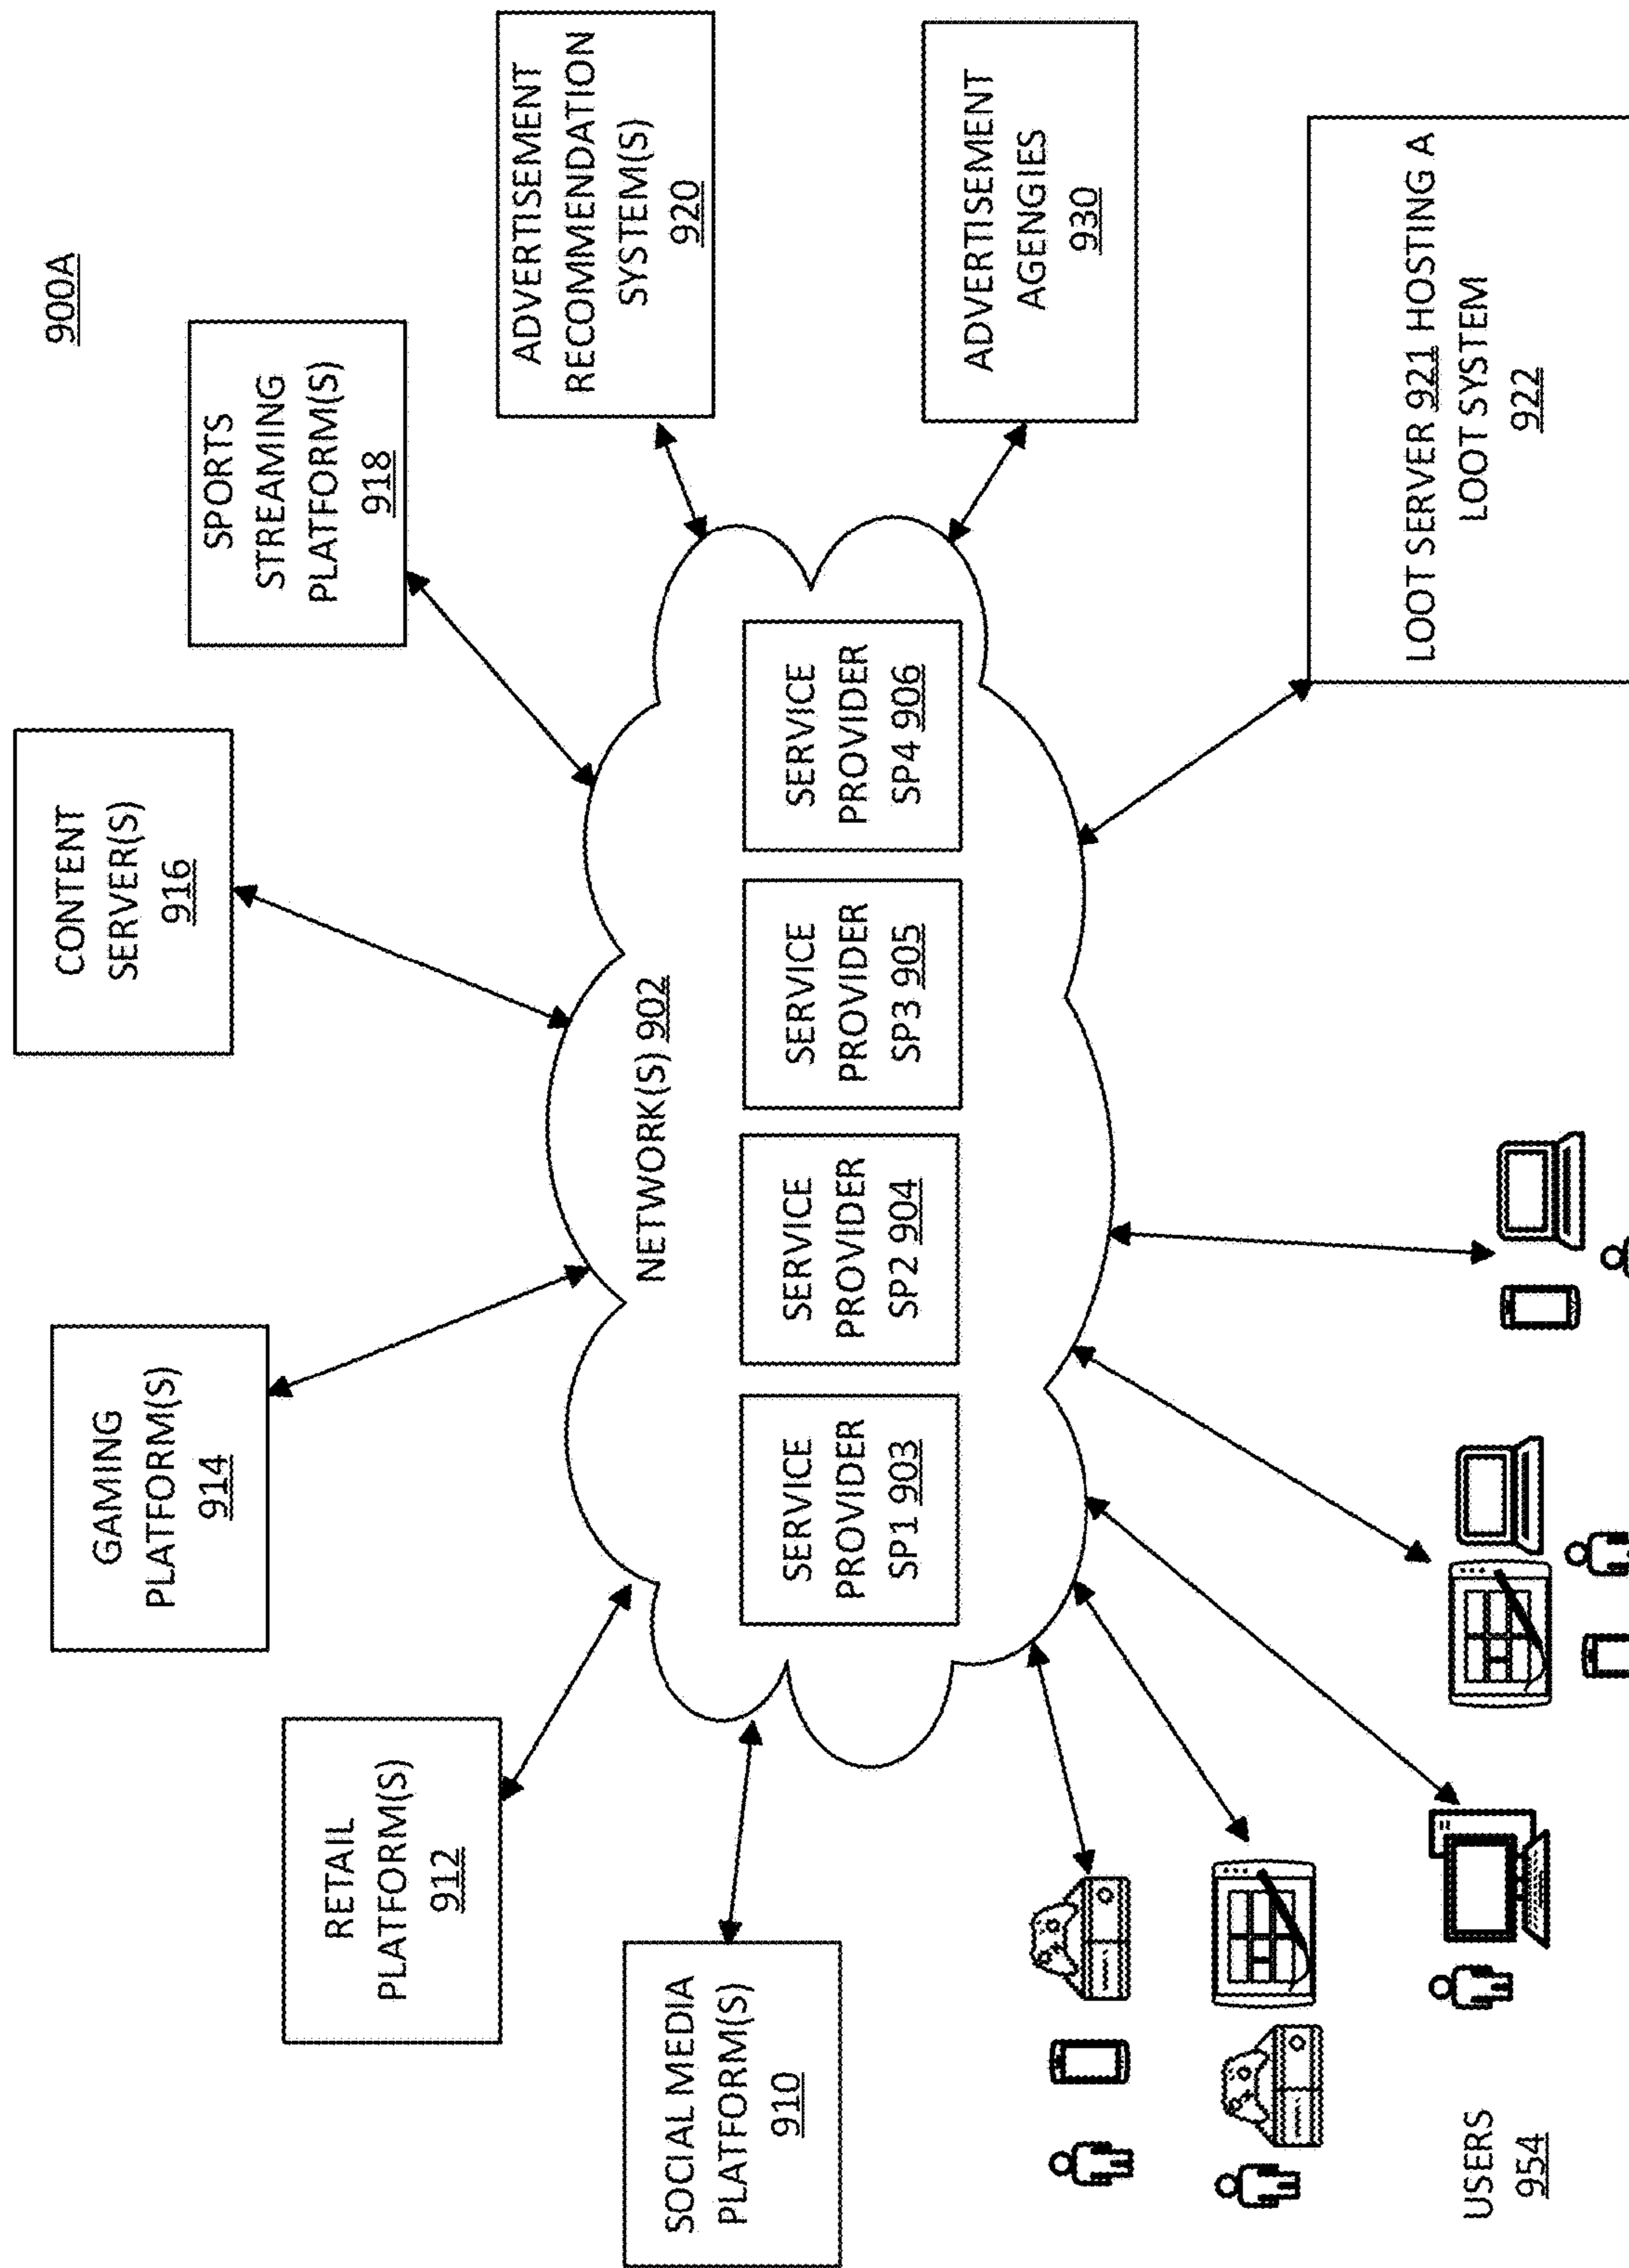 900A
SOCIAL MEDIA
PLATFORM(S)
910
RETAIL
PLATFORM(S)
912
GAMING
PLATFORM(S)
914
CONTENT
SERVER(S)
916
SPORTS
STREAMING
PLATFORM(S)
918
ADVERTISEMENT
RECOMMENDATION
SYSTEM(S)
920
ADVERTISEMENT
AGENGIES
930
NETWORK(S) 902
SERVICE
PROVIDER
SP1 903
SERVICE
PROVIDER
SP2 904
SERVICE
PROVIDER
SP3 905
SERVICE
PROVIDER
SP4 906
LOOT SERVER 921 HOSTING A
LOOT SYSTEM
922
USERS
954